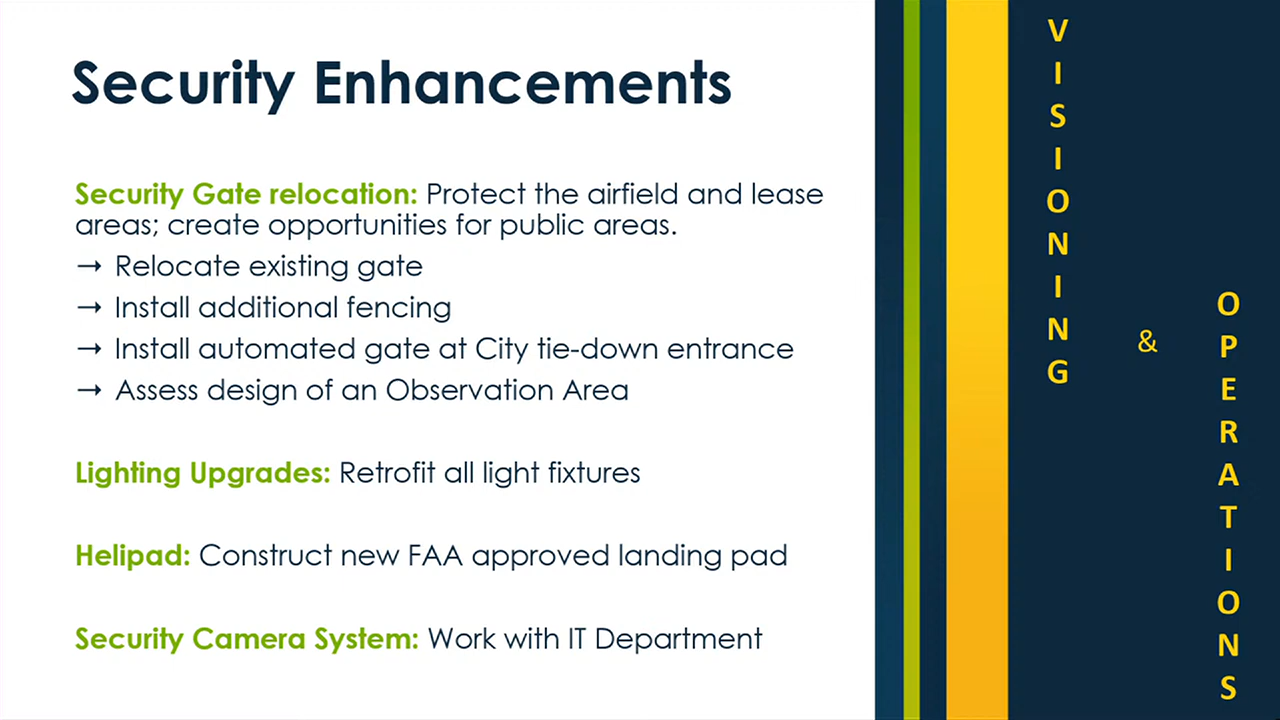 Security Enhancements
Security Gate relocation: Protect the airfield and lease
areas; create opportunities for public areas.
→ Relocate existing gate
→ Install additional fencing
→ Install automated gate at City tie-down entrance
→ Assess design of an Observation Area
Lighting Upgrades: Retrofit all light fixtures
Helipad: Construct new FAA approved landing pad
Security Camera System: Work with IT Department
VISIONING
&
OPERATIONS